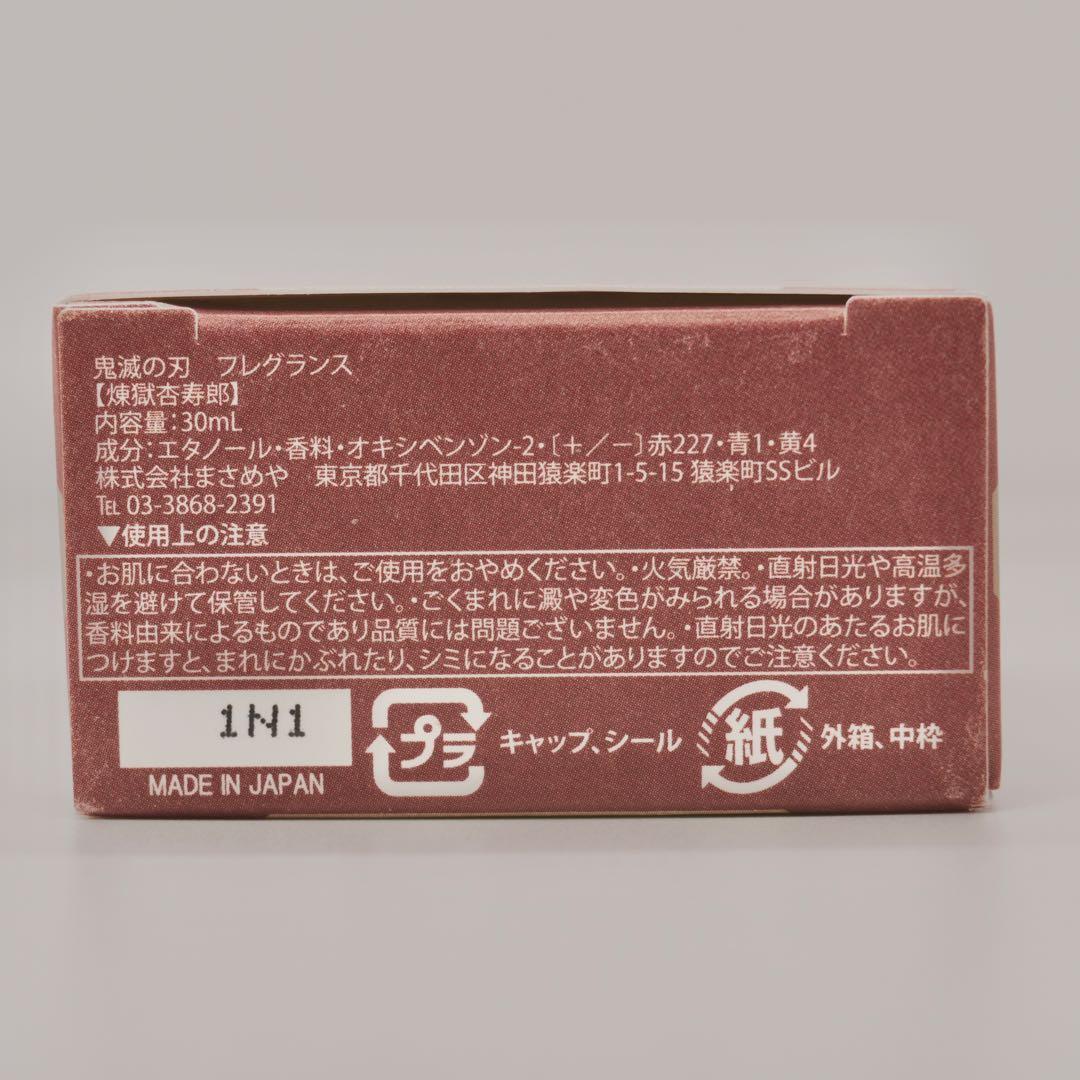 鬼滅の刃　フレグランス
【煉獄杏寿郎】
内容量：30mL
成分：エタノール・香料・オキシベンゾン-2・〔＋／－〕赤227・青1・黄4
株式会社まさめや　東京都千代田区神田猿楽町1-5-15 猿楽町SSビル
TEL 03-3868-2391
▼使用上の注意
・お肌に合わないときは、ご使用をおやめください。・火気厳禁。・直射日光や高温多
湿を避けて保管してください。・ごくまれに澱や変色がみられる場合がありますが、
香料由来によるものであり品質には問題ございません。・直射日光のあたるお肌に
つけますと、まれにかぶれたり、シミになることがありますのでご注意ください。
1N1
MADE IN JAPAN
プラ
キャップ、シール
紙
外箱、中枠